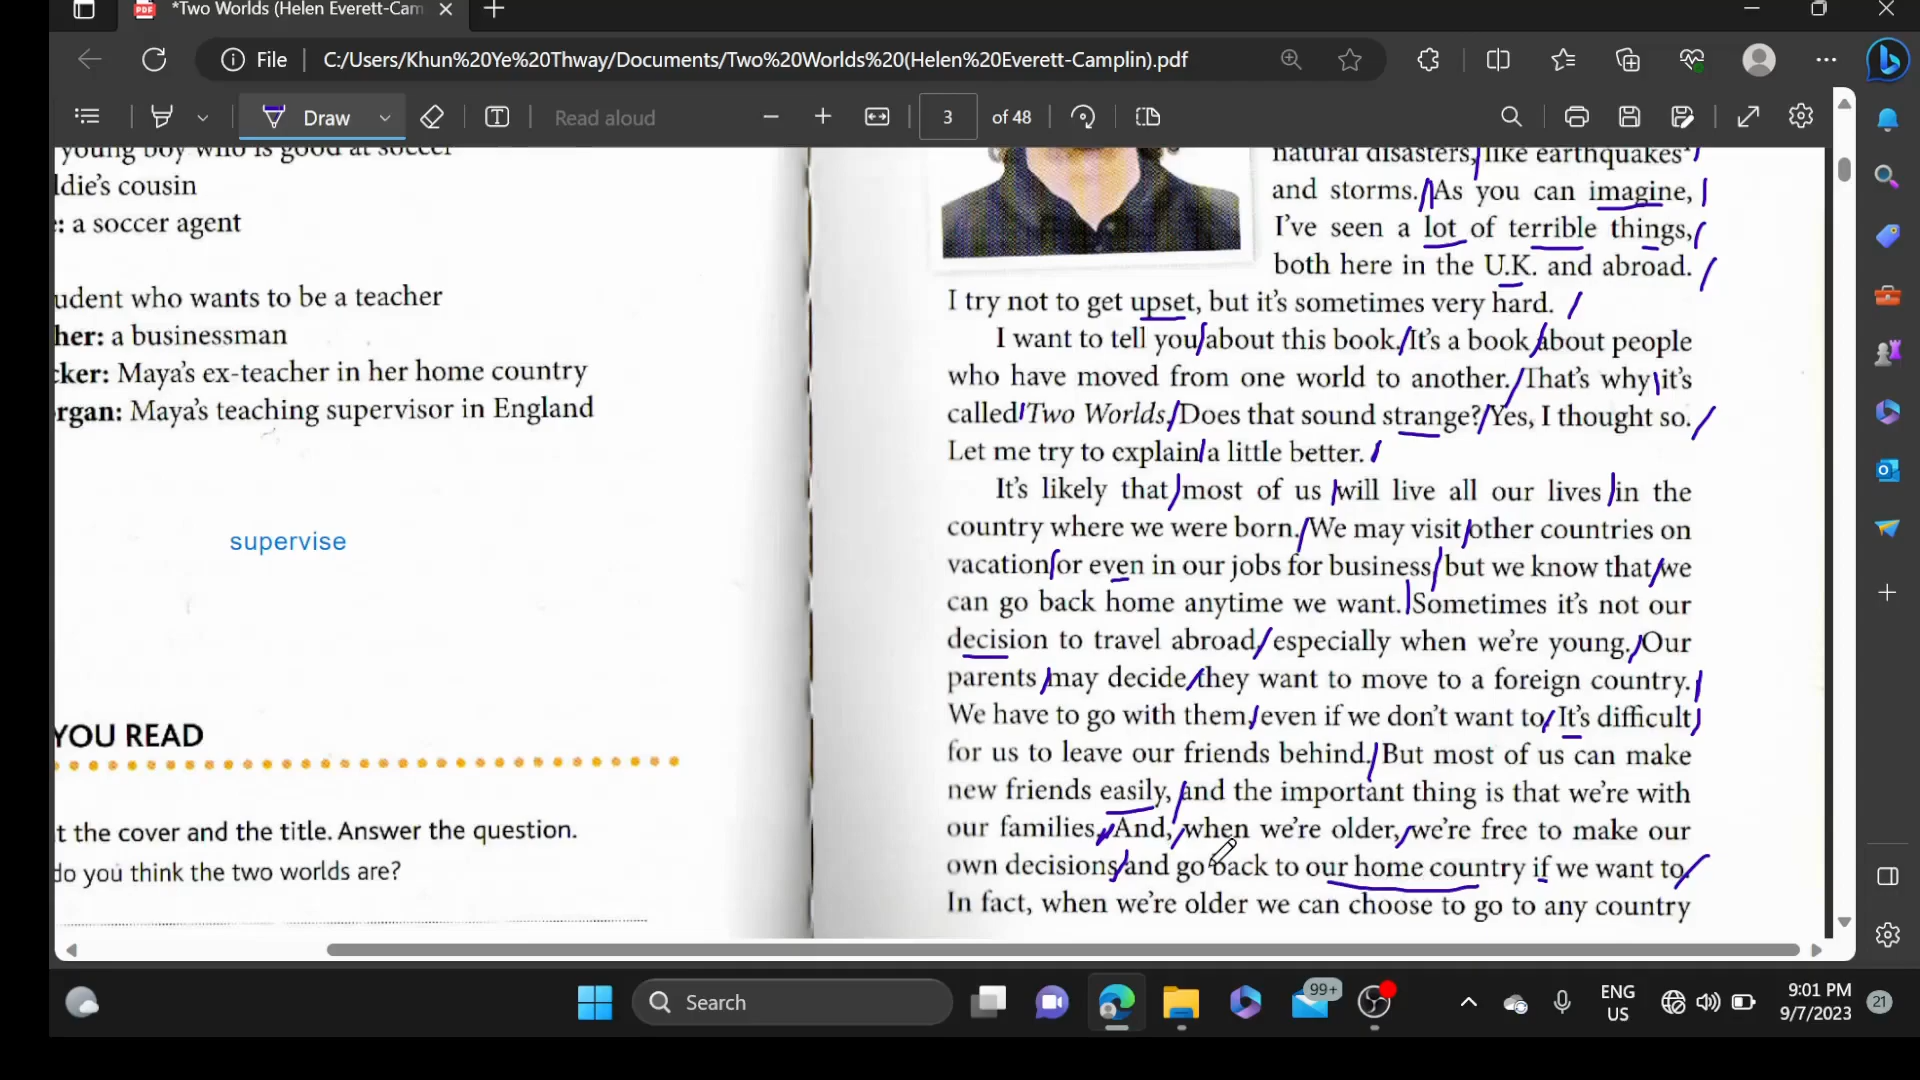 *Two Worlds (Helen Everett-Cam
File
C:/Users/Khun%20Ye%20Thway/Documents/Two%20Worlds%20(Helen%20Everett-Camplin).pdf
Draw
Read aloud
3
of 48
young boy who is good at soccer
ldie's cousin
: a soccer agent
udent who wants to be a teacher
her: a businessman
cker: Maya's ex-teacher in her home country
rgan: Maya's teaching supervisor in England
supervise
YOU READ
t the cover and the title. Answer the question.
do you think the two worlds are?
natural disasters, like earthquakes
and storms. As you can imagine,
I've seen a lot of terrible things,
both here in the U.K. and abroad.
I try not to get upset, but it's sometimes very hard.
I want to tell you about this book. It's a book about people
who have moved from one world to another. That's why it's
called Two Worlds. Does that sound strange? Yes, I thought so.
Let me try to explain a little better.
It's likely that most of us will live all our lives in the
country where we were born. We may visit other countries on
vacation or even in our jobs for business, but we know that we
can go back home anytime we want. Sometimes it's not our
decision to travel abroad, especially when we're young. Our
parents may decide they want to move to a foreign country.
We have to go with them, even if we don't want to. It's difficult
for us to leave our friends behind. But most of us can make
new friends easily, and the important thing is that we're with
our families. And, when we're older, we're free to make our
own decisions and go back to our home country if we want to.
In fact, when we're older we can choose to go to any country
Search
99+
ENG
US
9:01 PM
9/7/2023
21